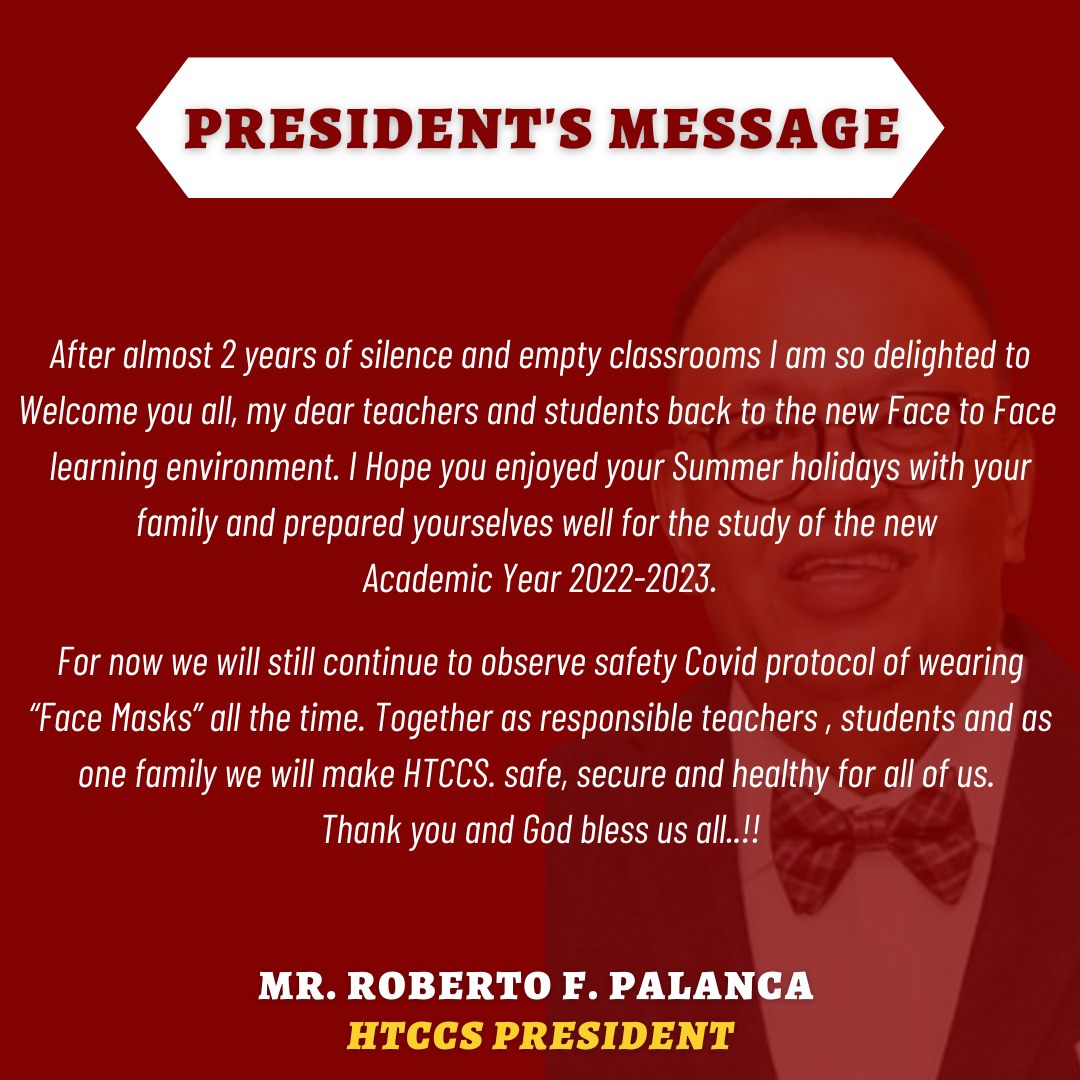 PRESIDENT'S MESSAGE
After almost 2 years of silence and empty classrooms I am so delighted to
Welcome you all, my dear teachers and students back to the new Face to Face
learning environment. I Hope you enjoyed your Summer holidays with your
family and prepared yourselves well for the study of the new
Academic Year 2022-2023.
For now we will still continue to observe safety Covid protocol of wearing
“Face Masks” all the time. Together as responsible teachers , students and as
one family we will make HTCCS. safe, secure and healthy for all of us.
Thank you and God bless us all..!!
MR. ROBERTO F. PALANCA
HTCCS PRESIDENT